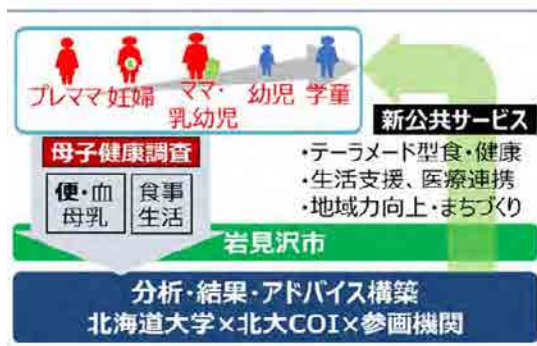 プレママ 妊婦 ママ・ 幼児 学童
乳幼児
新公共サービス
母子健康調査
・テーラメード型食・健康
便・血 食事
・生活支援、医療連携
母乳 生活
・地域力向上・まちづくり
岩見沢市
分析・結果・アドバイス構築
北海道大学×北大COI×参画機関